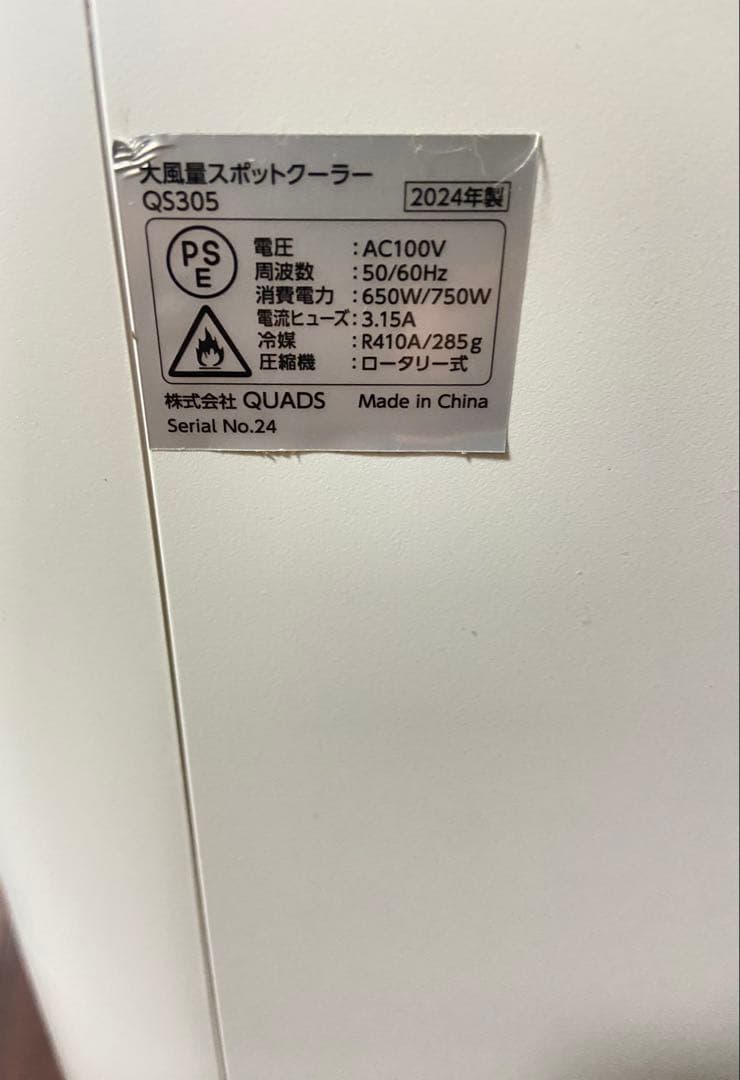 大風量スポットクーラー
QS305 2024年製
PS
E
電圧 :AC100V
周波数 :50/60Hz
消費電力 :650W/750W
電流ヒューズ:3.15A
冷媒 :R410A/285g
圧縮機 :ロータリー式
株式会社 QUADS Made in China
Serial No.24